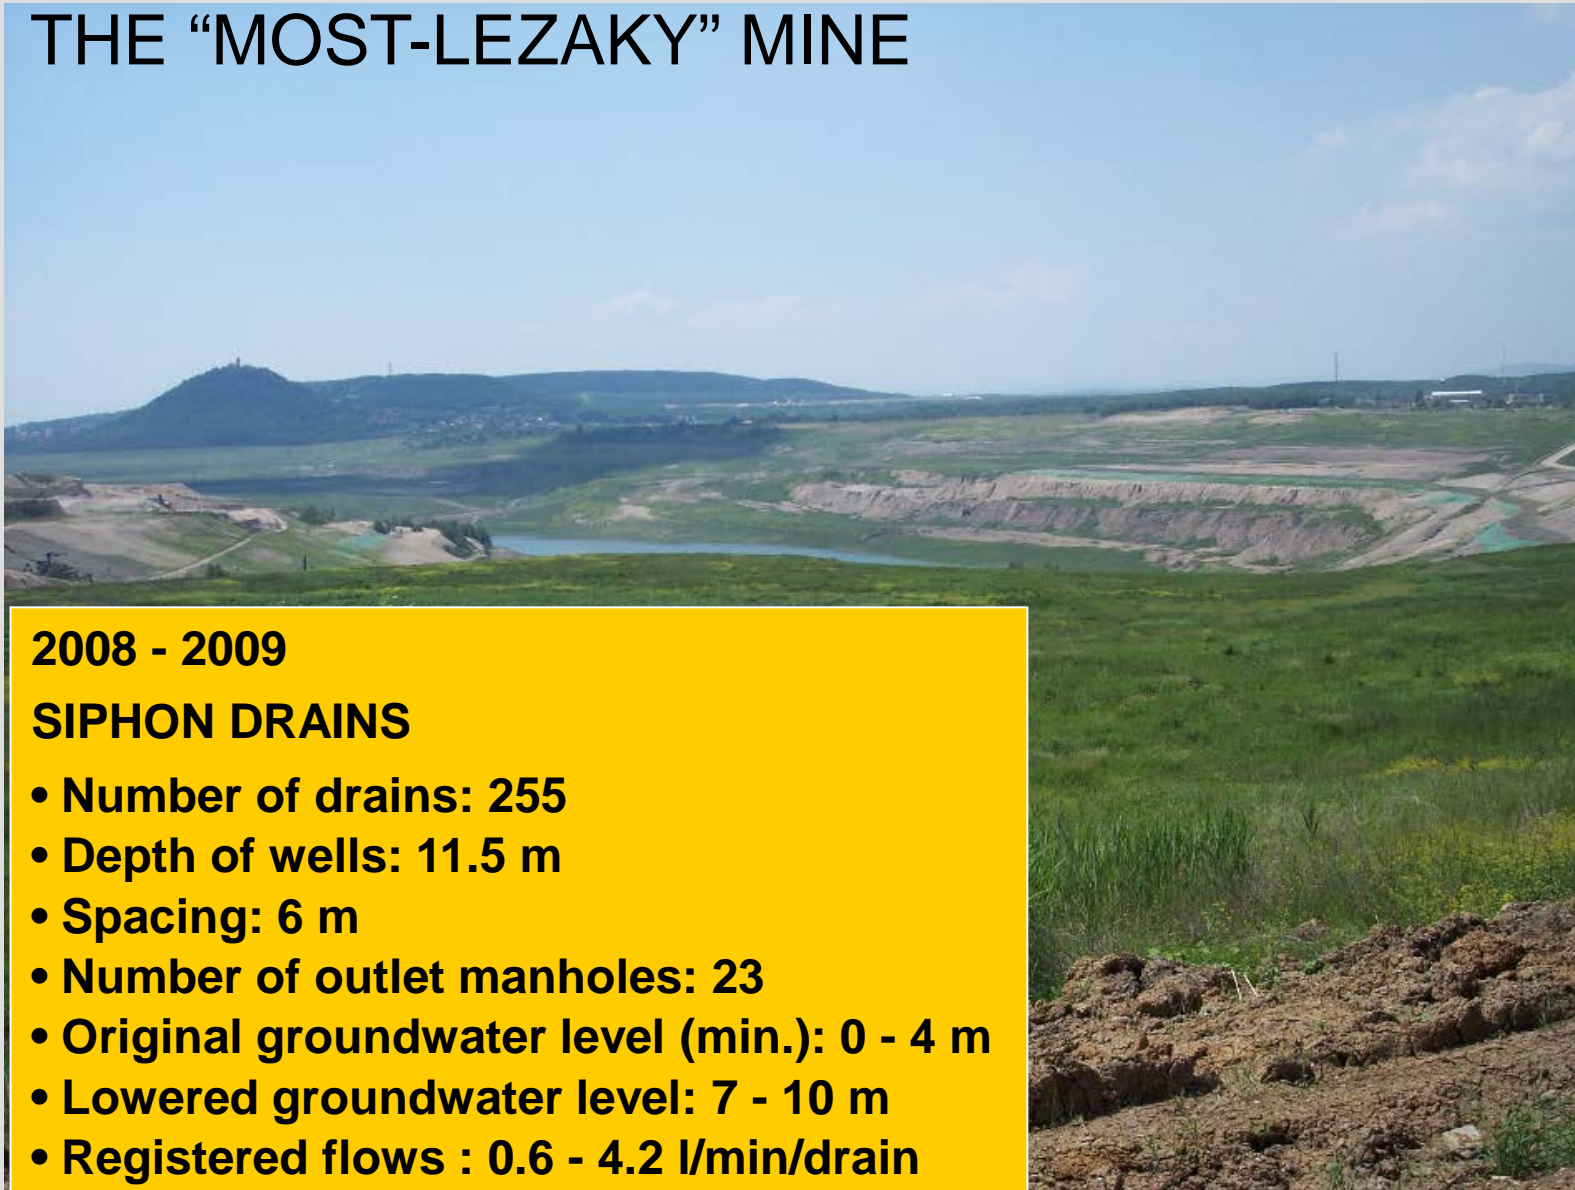 THE “MOST-LEZAKY” MINE
2008 - 2009
SIPHON DRAINS
• Number of drains: 255
• Depth of wells: 11.5 m
• Spacing: 6 m
• Number of outlet manholes: 23
• Original groundwater level (min.): 0 - 4 m
• Lowered groundwater level: 7 - 10 m
• Registered flows : 0.6 - 4.2 l/min/drain